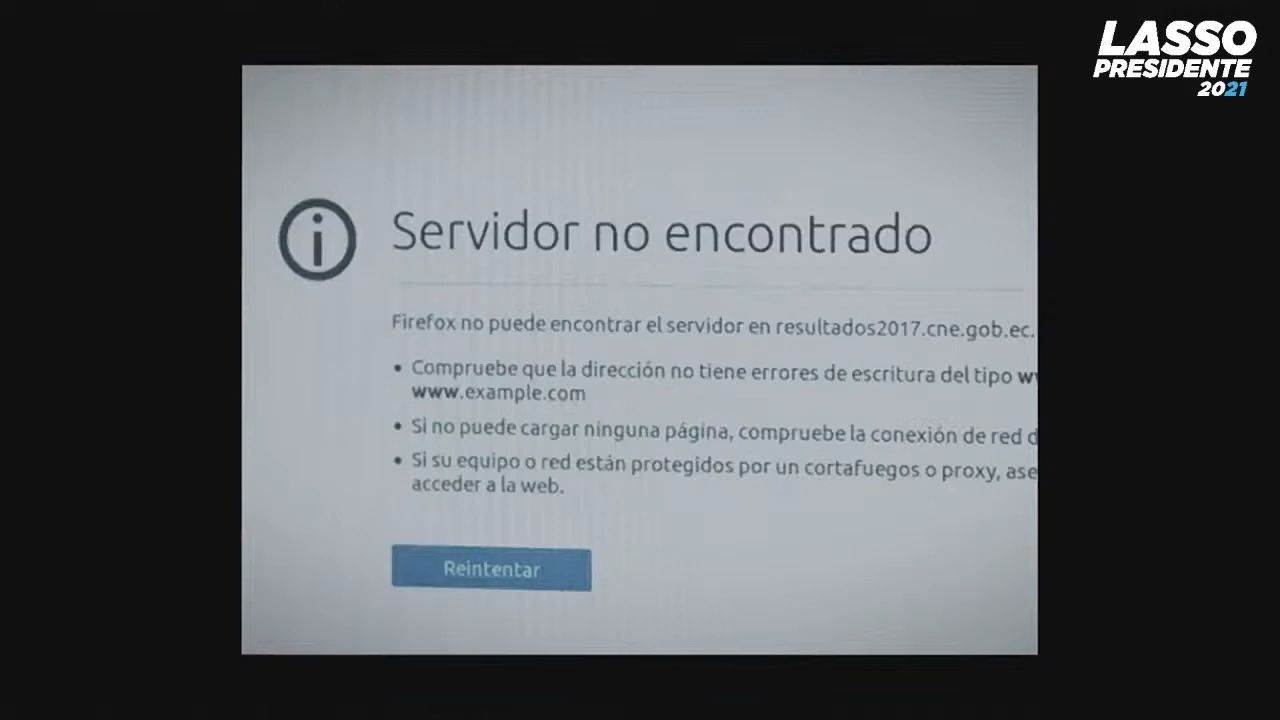 LASSO
PRESIDENTE
2021
Servidor no encontrado
Firefox no puede encontrar el servidor en resultados2017.cne.gob.ec.
• Compruebe que la dirección no tiene errores de escritura del tipo
www.example.com
• Si no puede cargar ninguna página, compruebe la conexión de red
• Si su equipo o red están protegidos por un cortafuegos o proxy,
acceder a la web.
Reintentar